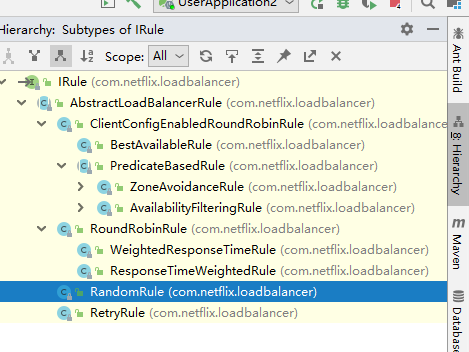 UserApplication2
Hierarchy: Subtypes of IRule
Scope: All
IRule (com.netflix.loadbalancer)
AbstractLoadBalancerRule (com.netflix.loadbalancer)
ClientConfigEnabledRoundRobinRule (com.netflix.loadbalancer)
BestAvailableRule (com.netflix.loadbalancer)
PredicateBasedRule (com.netflix.loadbalancer)
ZoneAvoidanceRule (com.netflix.loadbalancer)
AvailabilityFilteringRule (com.netflix.loadbalancer)
RoundRobinRule (com.netflix.loadbalancer)
WeightedResponseTimeRule (com.netflix.loadbalancer)
ResponseTimeWeightedRule (com.netflix.loadbalancer)
RandomRule (com.netflix.loadbalancer)
RetryRule (com.netflix.loadbalancer)
Ant Build
8: Hierarchy
Maven
Database